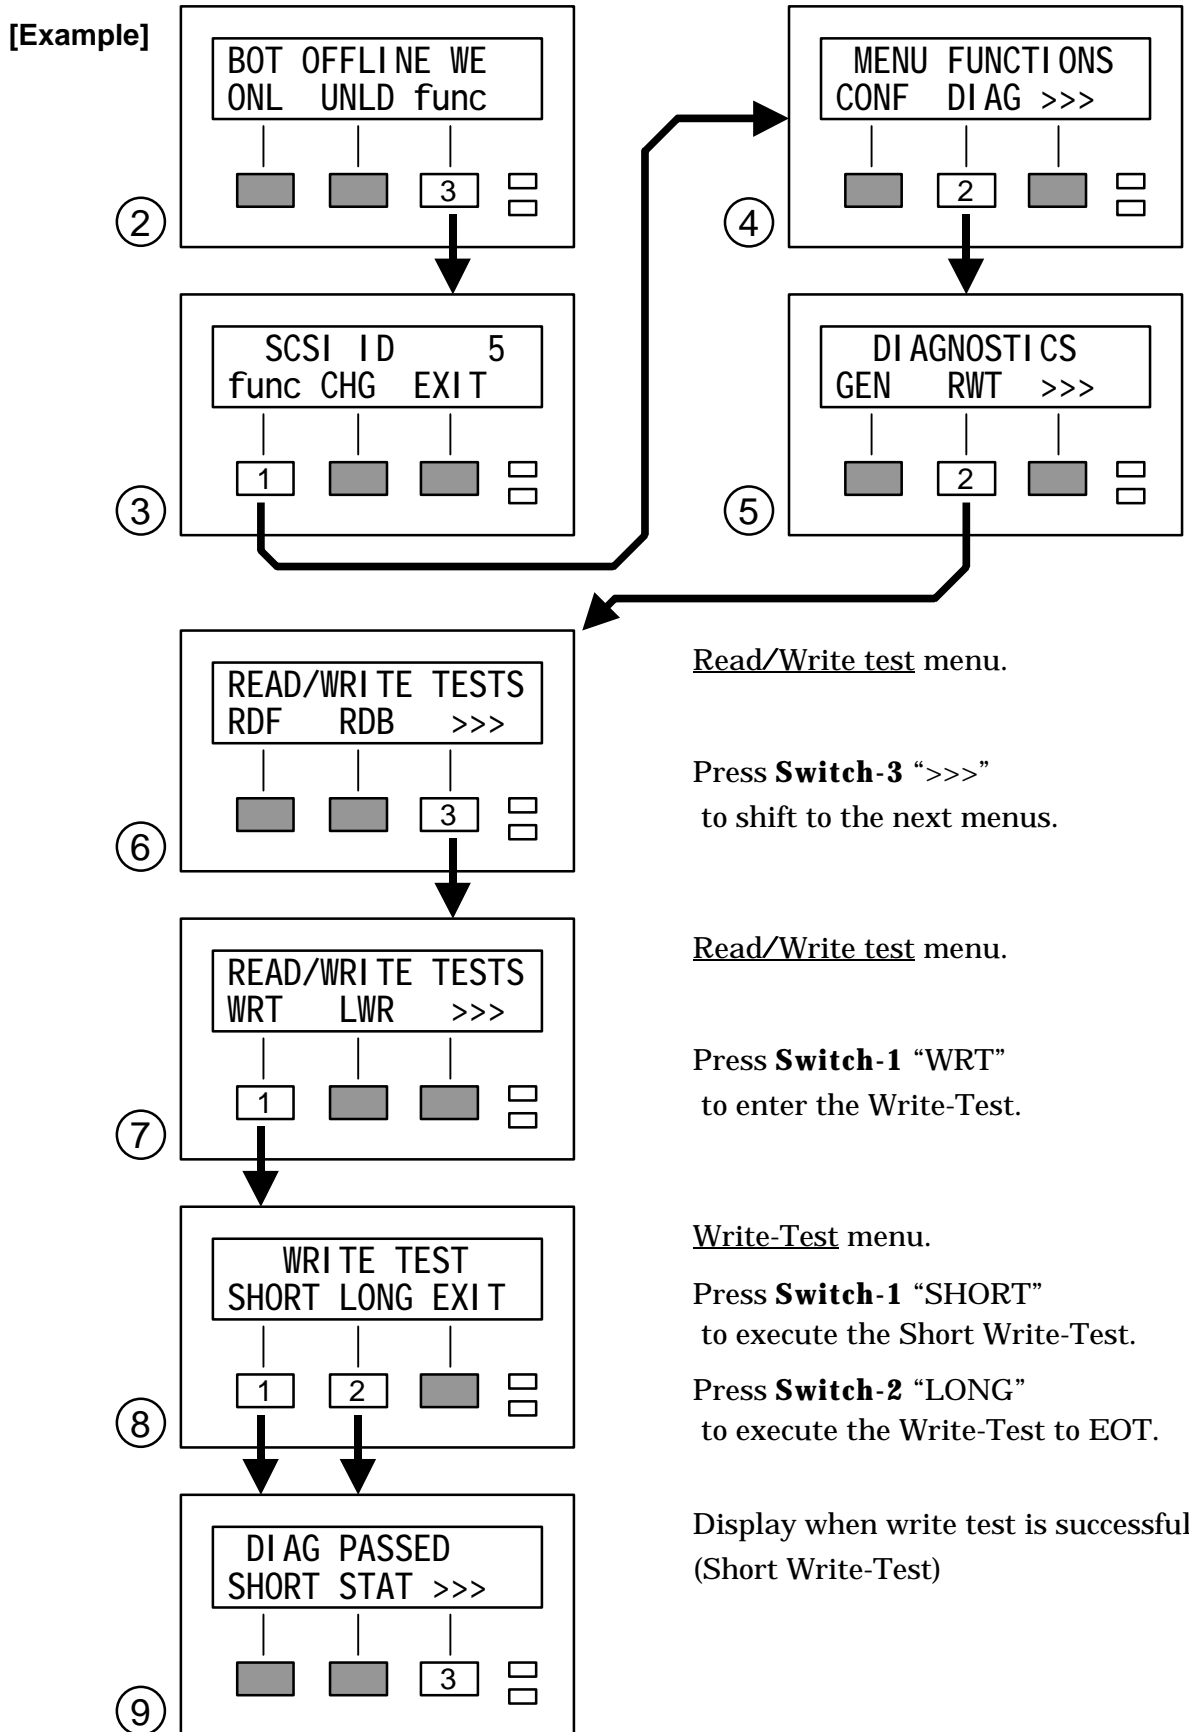 [Example]
BOT OFFLINE WE
ONL UNLD func
3
2
SCSI ID 5
func CHG EXIT
1
3
MENU FUNCTIONS
CONF DIAG >>>
2
4
DIAGNOSTICS
GEN RWT >>>
2
5
READ/WRITE TESTS
RDF RDB >>>
3
6
Read/Write test menu.
Press Switch-3 “>>>”
to shift to the next menus.
READ/WRITE TESTS
WRT LWR >>>
1
7
Read/Write test menu.
Press Switch-1 “WRT”
to enter the Write-Test.
WRITE TEST
SHORT LONG EXIT
1 2
8
Write-Test menu.
Press Switch-1 “SHORT”
to execute the Short Write-Test.
Press Switch-2 “LONG”
to execute the Write-Test to EOT.
DIAG PASSED
SHORT STAT >>>
3
9
Display when write test is successful
(Short Write-Test)